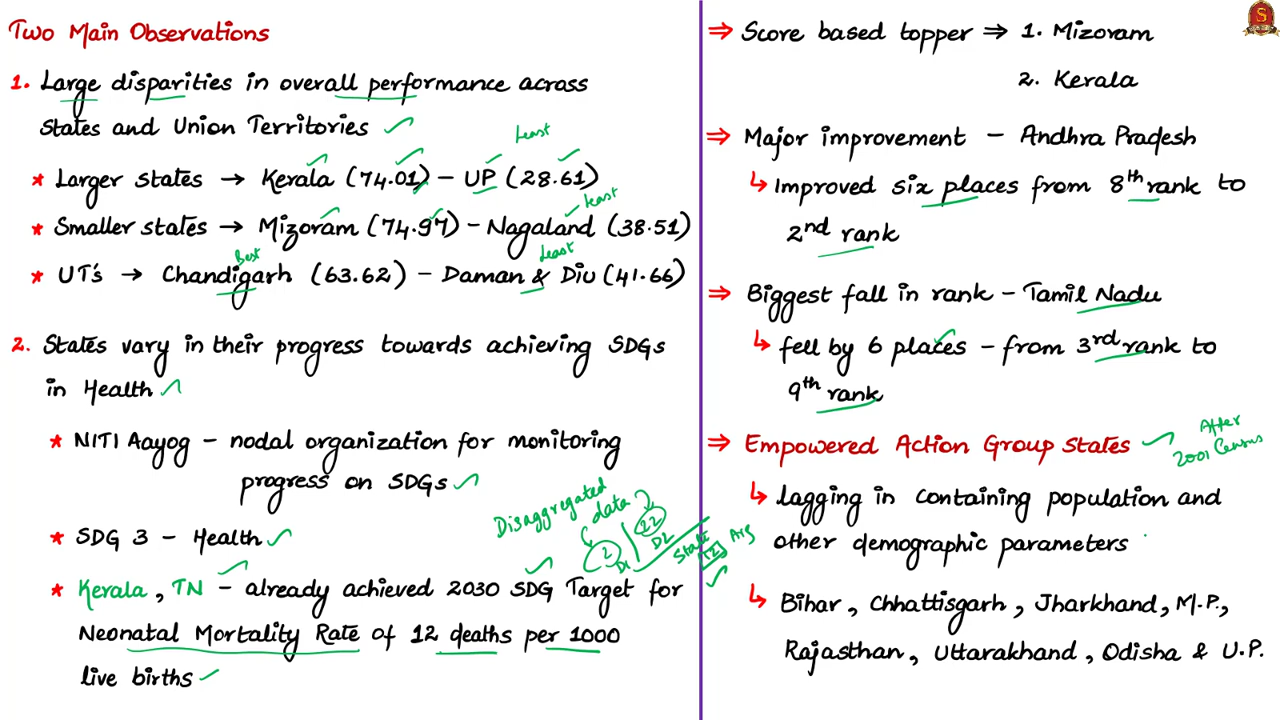 Two Main Observations
1. Large disparities in overall performance across
States and Union Territories
Least
* Larger states → Kerala (74.01) - UP (28.61)
Least
* Smaller states → Mizoram (74.97) - Nagaland (38.51)
Best Least
* UT's → Chandigarh (63.62) - Daman & Diu (41.66)
2. States vary in their progress towards achieving SDGs
in Health
* NITI Aayog - nodal organization for monitoring
progress on SDGs
Disaggregated
data
* SDG 3 - Health
2 22
D1 D2
* Kerala, TN - already achieved 2030 SDG Target for
Neonatal Mortality Rate of 12 deaths per 1000
live births
⇒ Score based topper ⇒ 1. Mizoram
2. Kerala
⇒ Major improvement - Andhra Pradesh
↳ Improved six places from 8th rank to
2nd rank
⇒ Biggest fall in rank - Tamil Nadu
↳ fell by 6 places - from 3rd rank to
9th rank
⇒ Empowered Action Group States
After
2001 Census
↳ lagging in containing population and
State Avg
12
other demographic parameters
↳ Bihar, Chhattisgarh, Jharkhand, M.P.,
Rajasthan, Uttarakhand, Odisha & U.P.